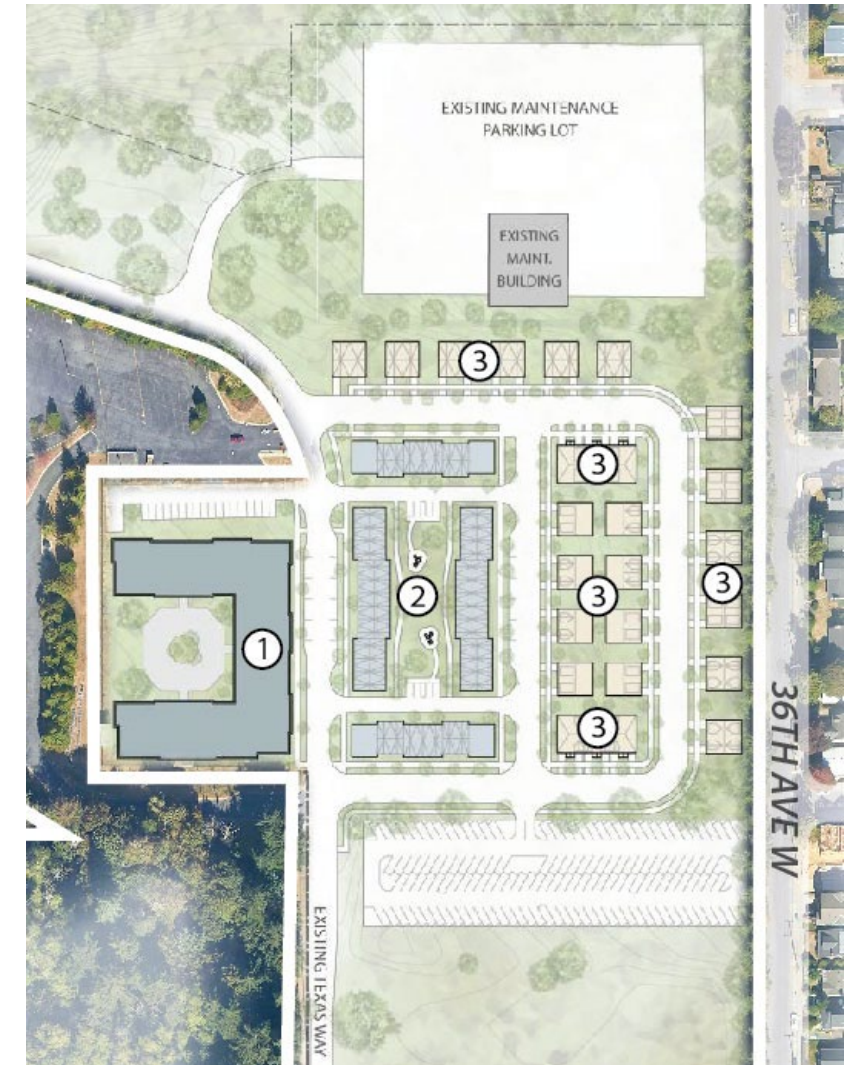 EXISTING MAINTENANCE
PARKING LOT
EXISTING
MAINT.
BUILDING
3
3
1
2
3
3
3
36TH AVE W
EXISTING TEXAS WAY